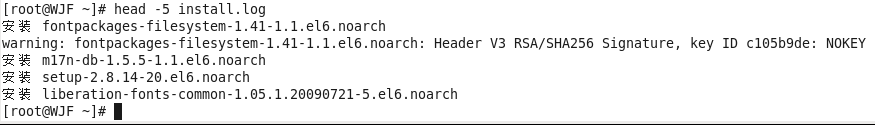 [root@WJF ~]# head -5 install.log
安装 fontpackages-filesystem-1.41-1.1.el6.noarch
warning: fontpackages-filesystem-1.41-1.1.el6.noarch: Header V3 RSA/SHA256 Signature, key ID c105b9de: NOKEY
安装 m17n-db-1.5.5-1.1.el6.noarch
安装 setup-2.8.14-20.el6.noarch
安装 liberation-fonts-common-1.05.1.20090721-5.el6.noarch
[root@WJF ~]#